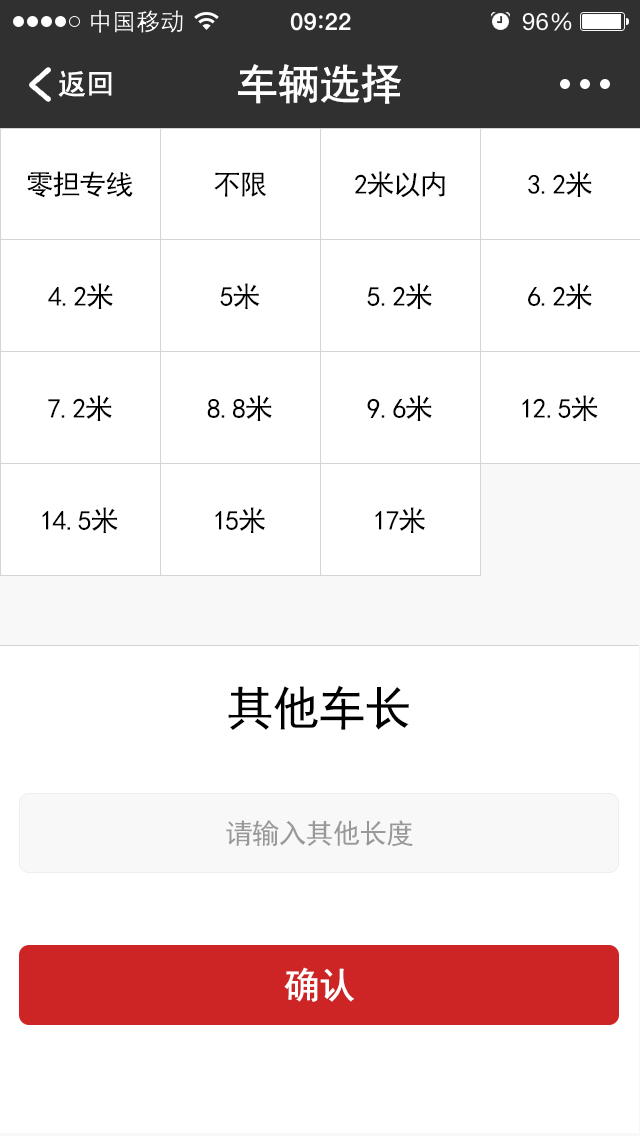 中国移动 09:22 96%
返回 车辆选择
零担专线 不限 2米以内 3.2米
4.2米 5米 5.2米 6.2米
7.2米 8.8米 9.6米 12.5米
14.5米 15米 17米
其他车长
请输入其他长度
确认